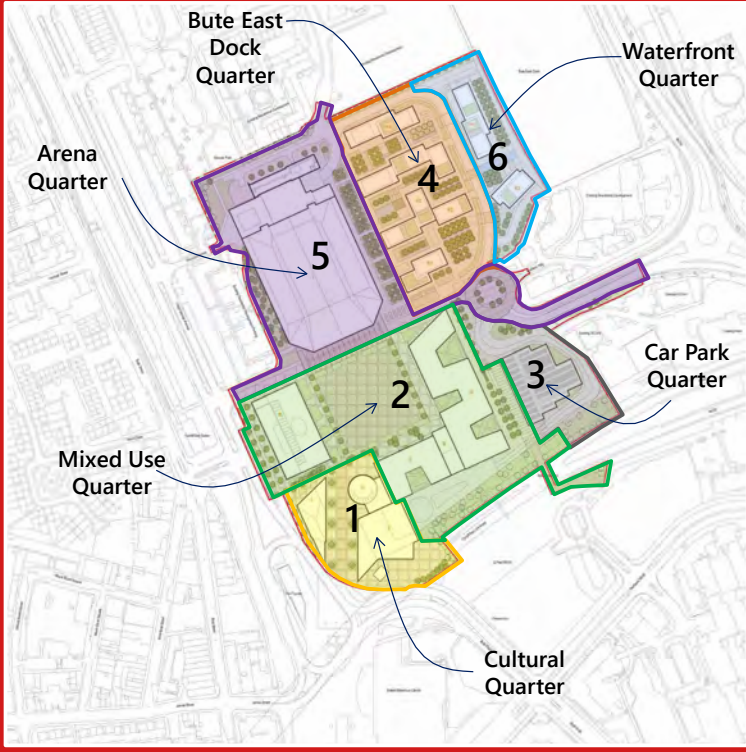 Bute East
Dock
Quarter
Waterfront
Quarter
Arena
Quarter
6
4
5
Car Park
Quarter
3
2
Mixed Use
Quarter
1
Cultural
Quarter